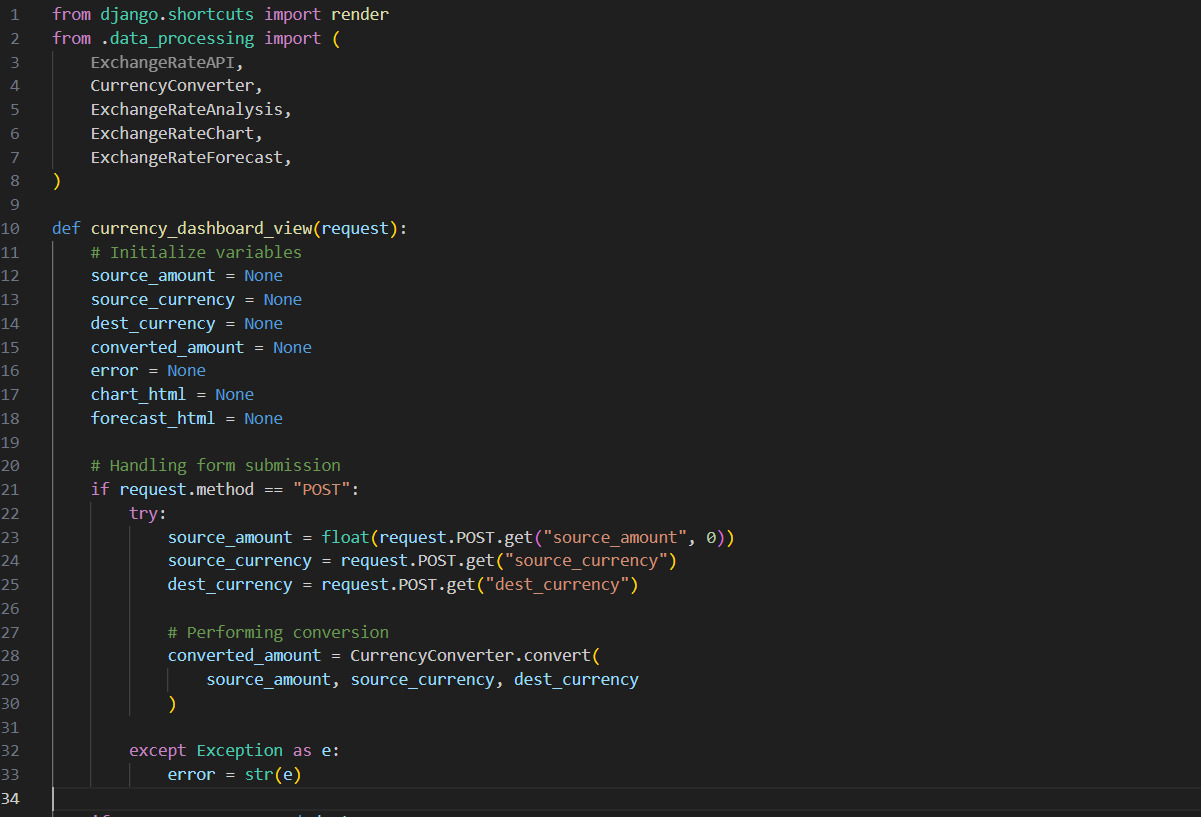 1 from django.shortcuts import render
2 from .data_processing import (
3     ExchangeRateAPI,
4     CurrencyConverter,
5     ExchangeRateAnalysis,
6     ExchangeRateChart,
7     ExchangeRateForecast,
8 )
9
10 def currency_dashboard_view(request):
11     # Initialize variables
12     source_amount = None
13     source_currency = None
14     dest_currency = None
15     converted_amount = None
16     error = None
17     chart_html = None
18     forecast_html = None
19
20     # Handling form submission
21     if request.method == "POST":
22         try:
23             source_amount = float(request.POST.get("source_amount", 0))
24             source_currency = request.POST.get("source_currency")
25             dest_currency = request.POST.get("dest_currency")
26
27             # Performing conversion
28             converted_amount = CurrencyConverter.convert(
29                 source_amount, source_currency, dest_currency
30             )
31
32         except Exception as e:
33             error = str(e)
34